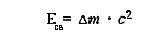 E_св = Δm · c²